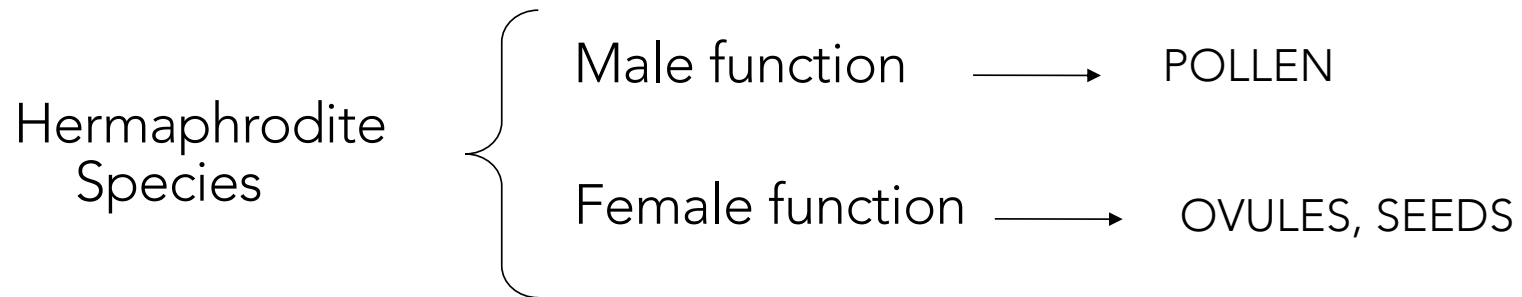 Hermaphrodite
Species
Male function
POLLEN
Female function
OVULES, SEEDS